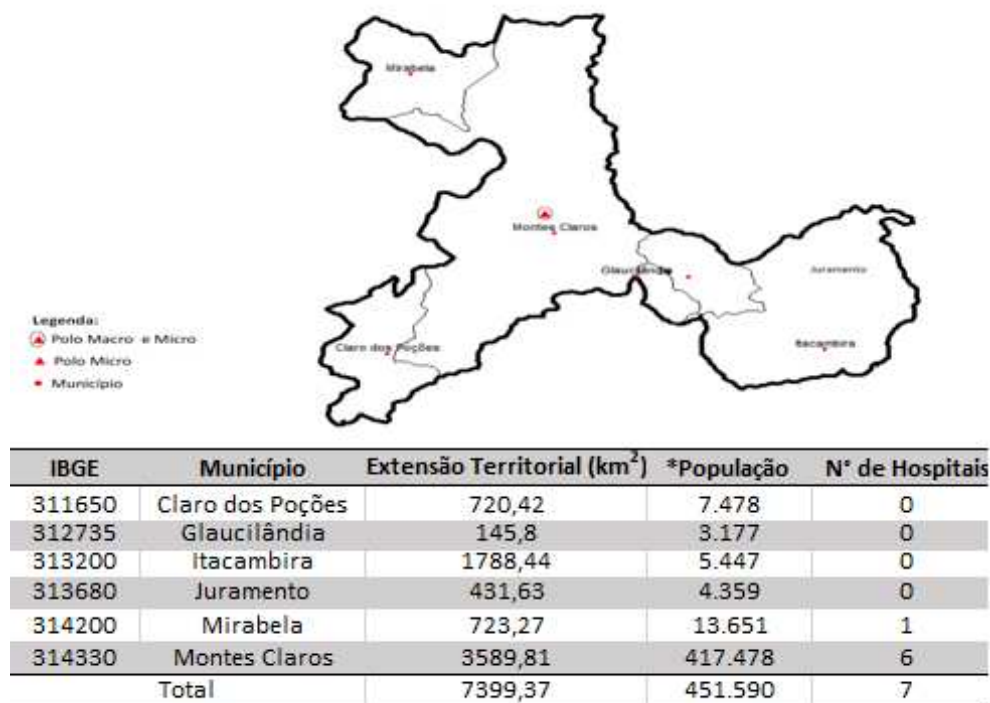 Mirabela
Montes Claros
Glaucilândia
Juramento
Claro dos Poções
Itacambira
Legenda:
Polo Macro e Micro
Polo Micro
Município
IBGE Município Extensão Territorial (km²) *População N° de Hospitais
311650 Claro dos Poções 720,42 7.478 0
312735 Glaucilândia 145,8 3.177 0
313200 Itacambira 1788,44 5.447 0
313680 Juramento 431,63 4.359 0
314200 Mirabela 723,27 13.651 1
314330 Montes Claros 3589,81 417.478 6
Total 7399,37 451.590 7